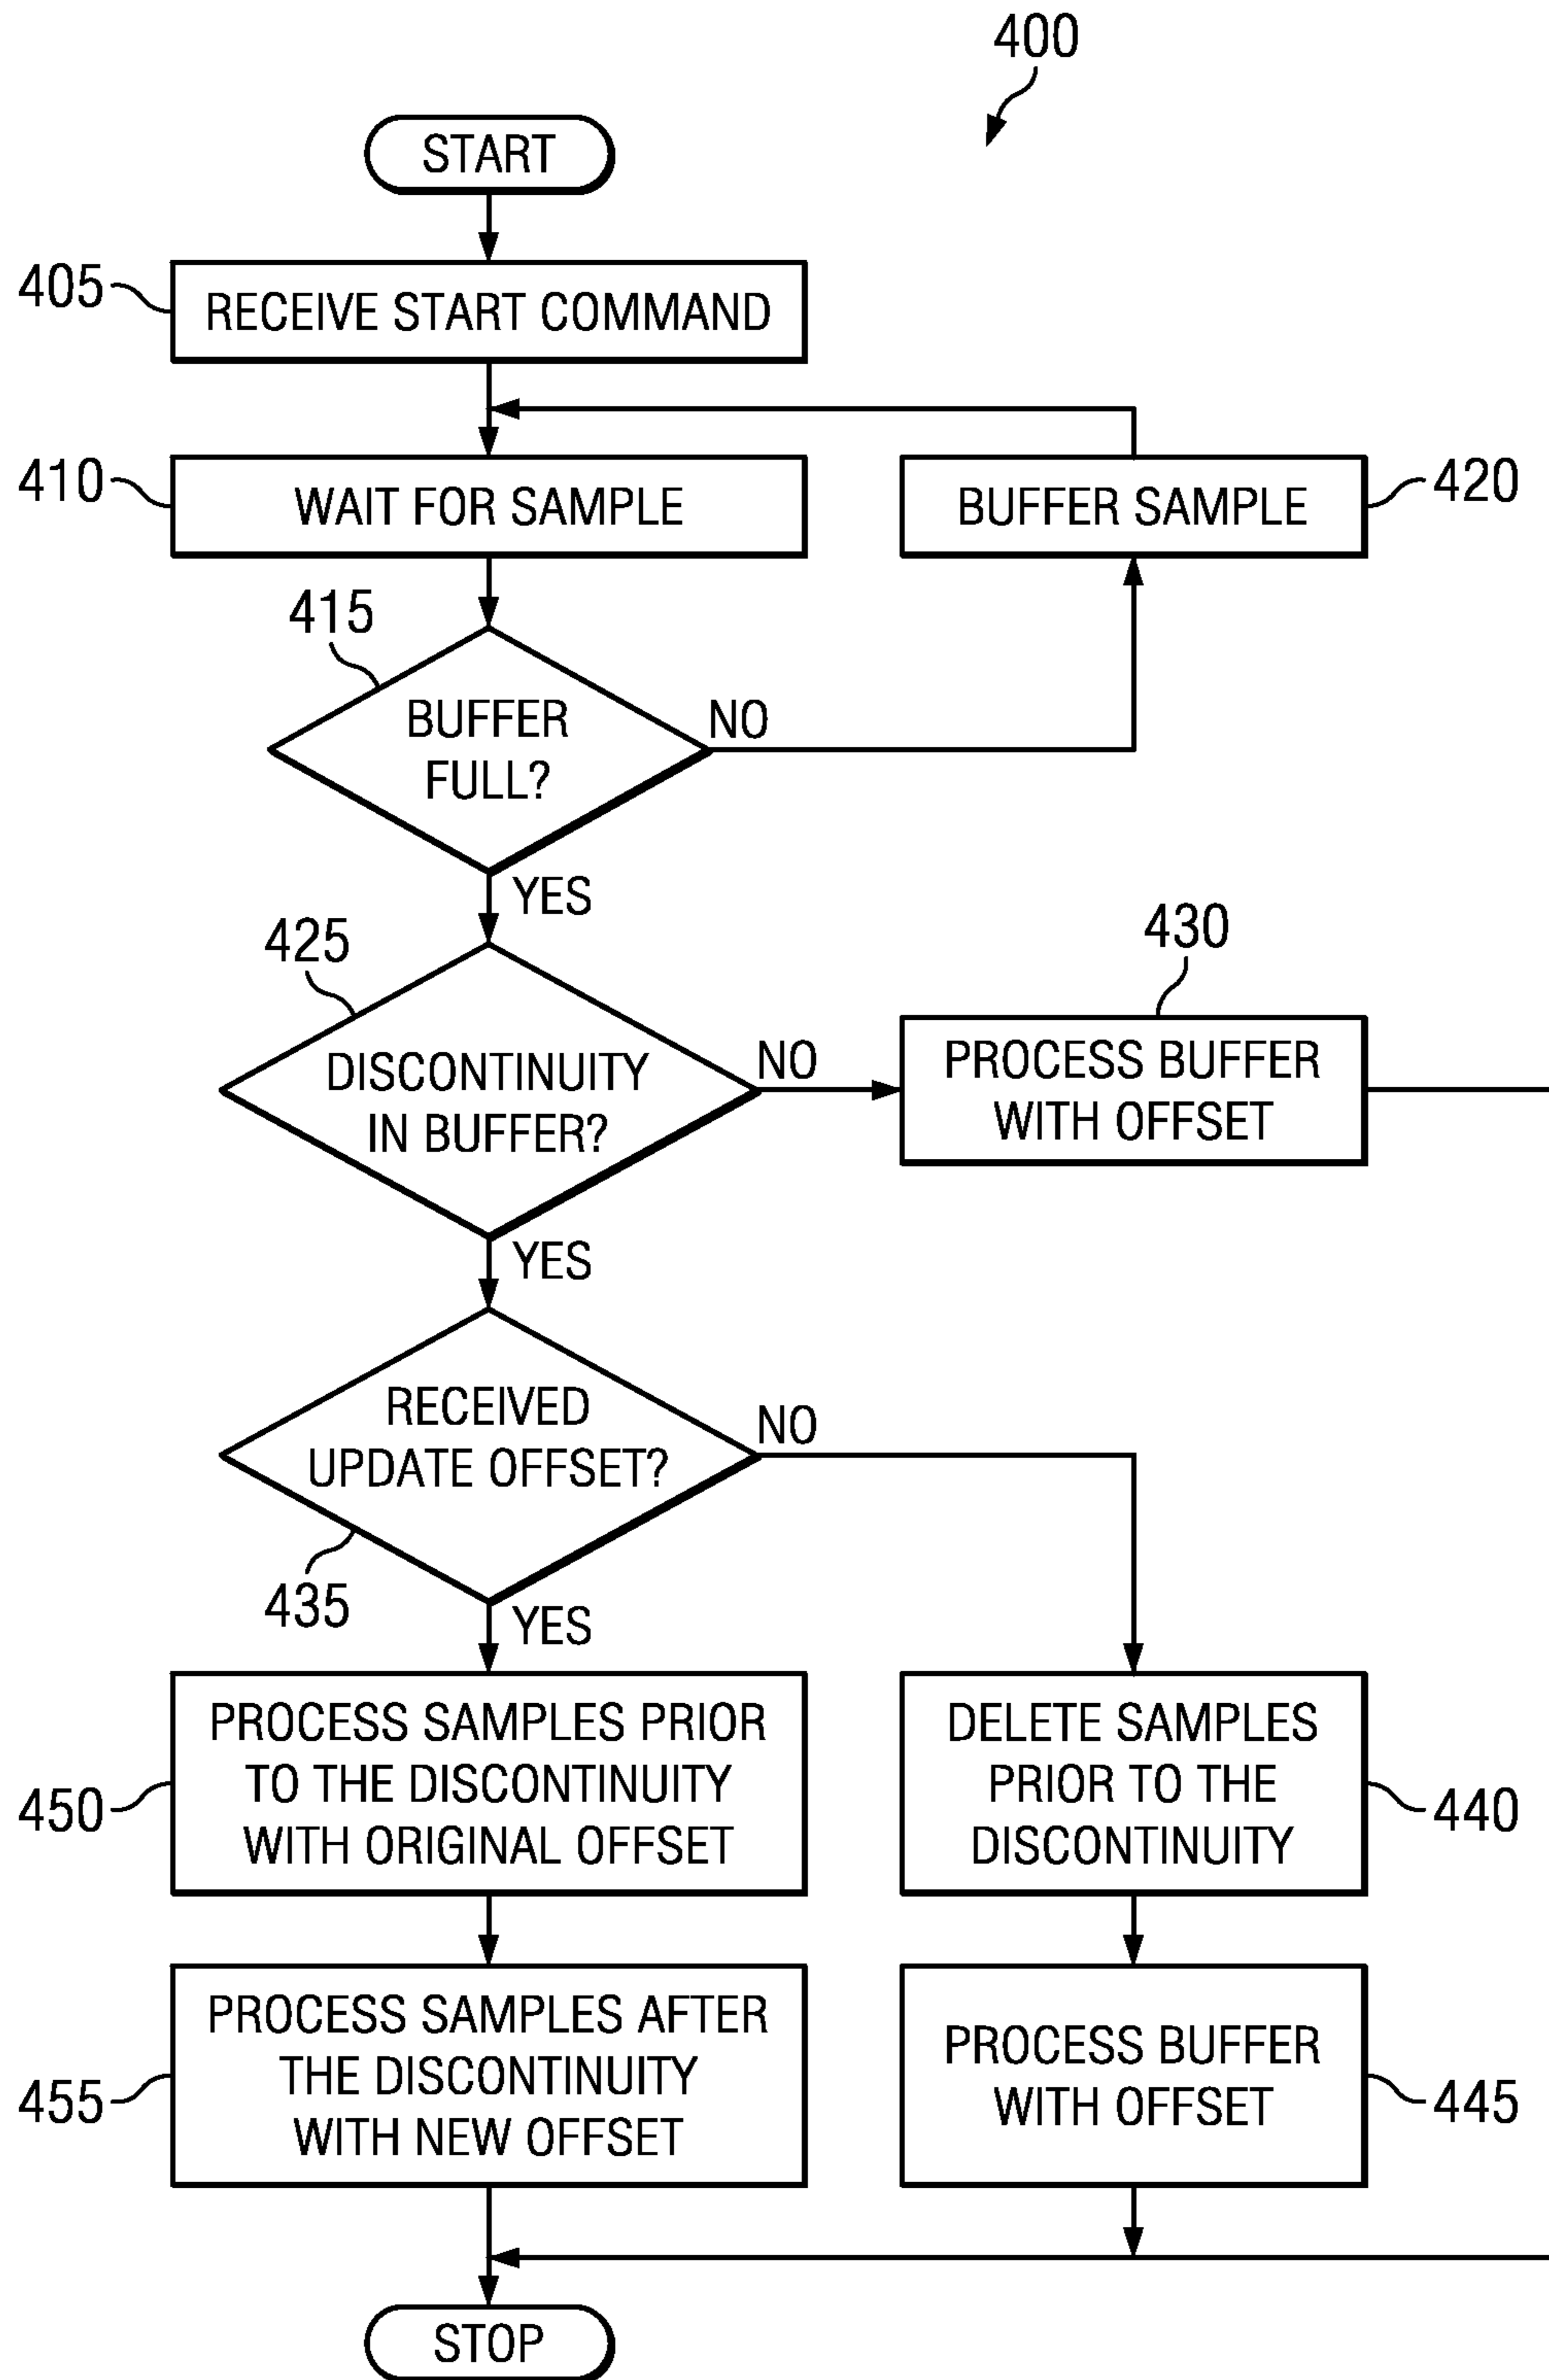 400
START
405
RECEIVE START COMMAND
410
WAIT FOR SAMPLE
BUFFER SAMPLE
420
415
BUFFER
FULL?
NO
YES
425
DISCONTINUITY
IN BUFFER?
NO
430
PROCESS BUFFER
WITH OFFSET
YES
RECEIVED
UPDATE OFFSET?
NO
435
YES
450
PROCESS SAMPLES PRIOR
TO THE DISCONTINUITY
WITH ORIGINAL OFFSET
DELETE SAMPLES
PRIOR TO THE
DISCONTINUITY
440
455
PROCESS SAMPLES AFTER
THE DISCONTINUITY
WITH NEW OFFSET
PROCESS BUFFER
WITH OFFSET
445
STOP